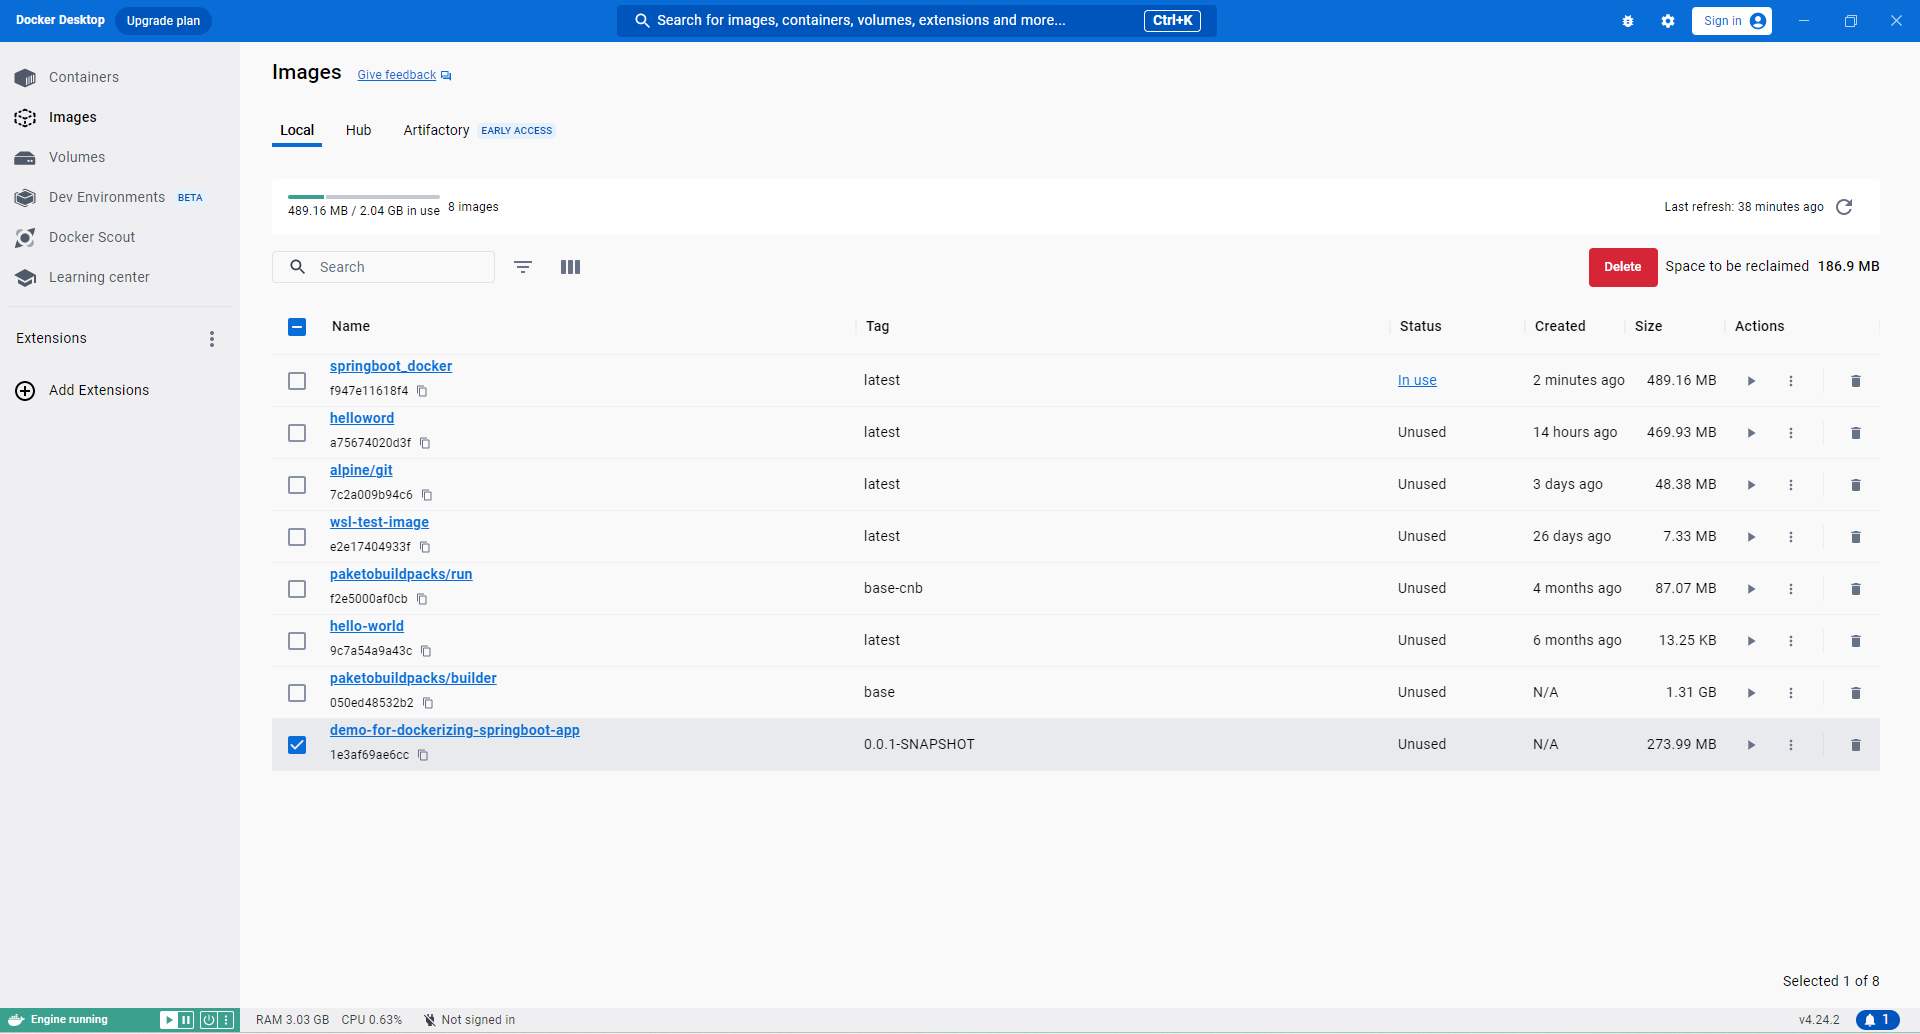 Docker Desktop Upgrade plan
Search for images, containers, volumes, extensions and more... Ctrl+K
Sign in
Containers
Images
Volumes
Dev Environments BETA
Docker Scout
Learning center
Extensions
Add Extensions
Images Give feedback
Local Hub Artifactory EARLY ACCESS
489.16 MB / 2.04 GB in use 8 images
Last refresh: 38 minutes ago
Search
Delete Space to be reclaimed 186.9 MB
Name Tag Status Created Size Actions
springboot_docker
f947e11618f4 latest In use 2 minutes ago 489.16 MB
helloword
a75674020d3f latest Unused 14 hours ago 469.93 MB
alpine/git
7c2a009b94c6 latest Unused 3 days ago 48.38 MB
wsl-test-image
e2e17404933f latest Unused 26 days ago 7.33 MB
paketobuildpacks/run
f2e5000af0cb base-cnb Unused 4 months ago 87.07 MB
hello-world
9c7a54a9a43c latest Unused 6 months ago 13.25 KB
paketobuildpacks/builder
050ed48532b2 base Unused N/A 1.31 GB
demo-for-dockerizing-springboot-app
1e3af69ae6cc 0.0.1-SNAPSHOT Unused N/A 273.99 MB
Selected 1 of 8
Engine running
RAM 3.03 GB CPU 0.63% Not signed in
v4.24.2 1